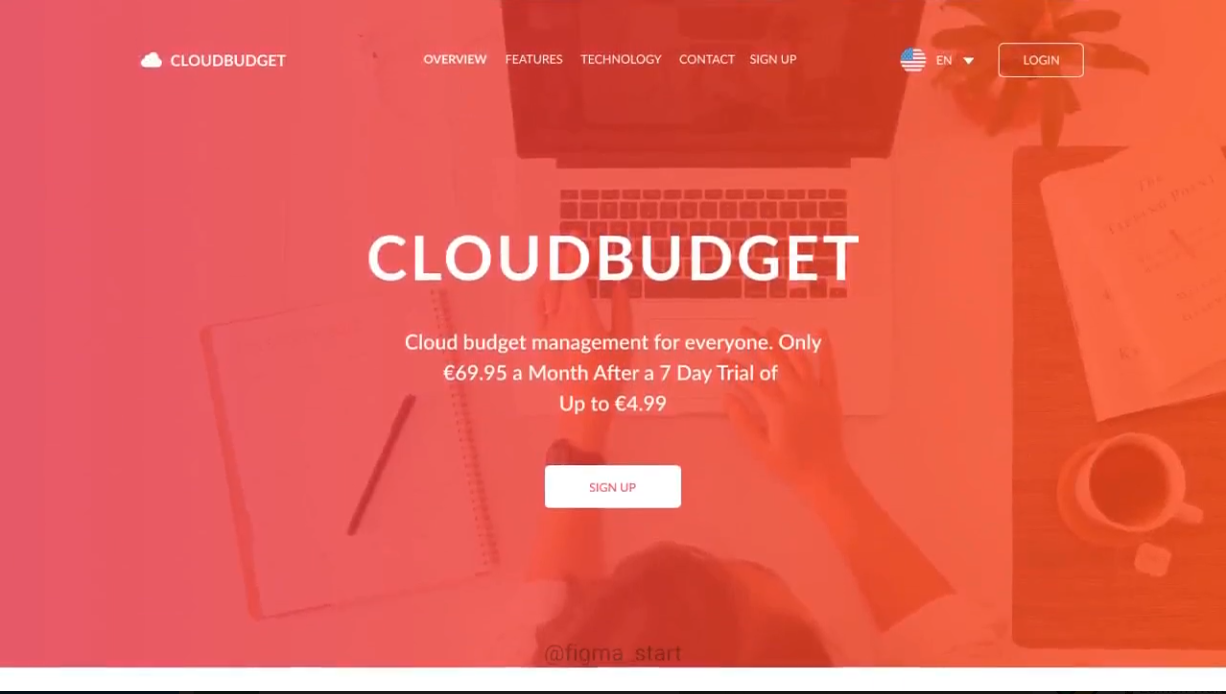 CLOUDBUDGET
OVERVIEW FEATURES TECHNOLOGY CONTACT SIGN UP
EN
LOGIN
CLOUDBUDGET
Cloud budget management for everyone. Only
€69.95 a Month After a 7 Day Trial of
Up to €4.99
SIGN UP
@figma_start